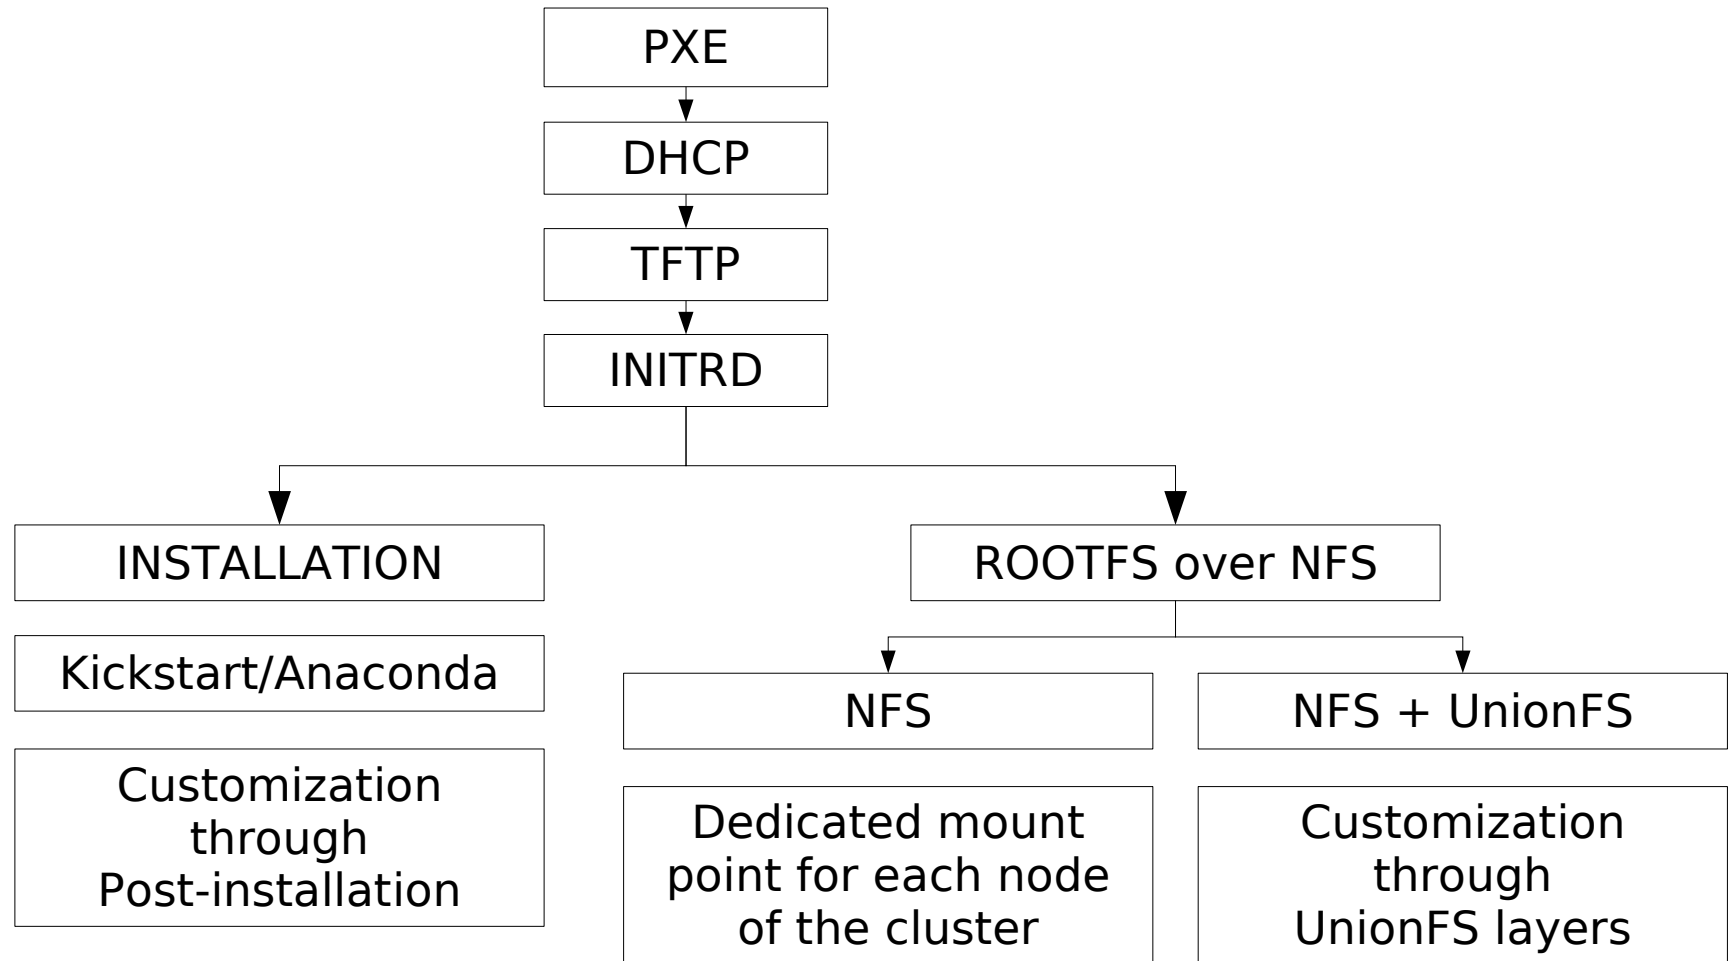 PXE
DHCP
TFTP
INITRD
INSTALLATION
Kickstart/Anaconda
Customization
through
Post-installation
ROOTFS over NFS
NFS
Dedicated mount
point for each node
of the cluster
NFS + UnionFS
Customization
through
UnionFS layers